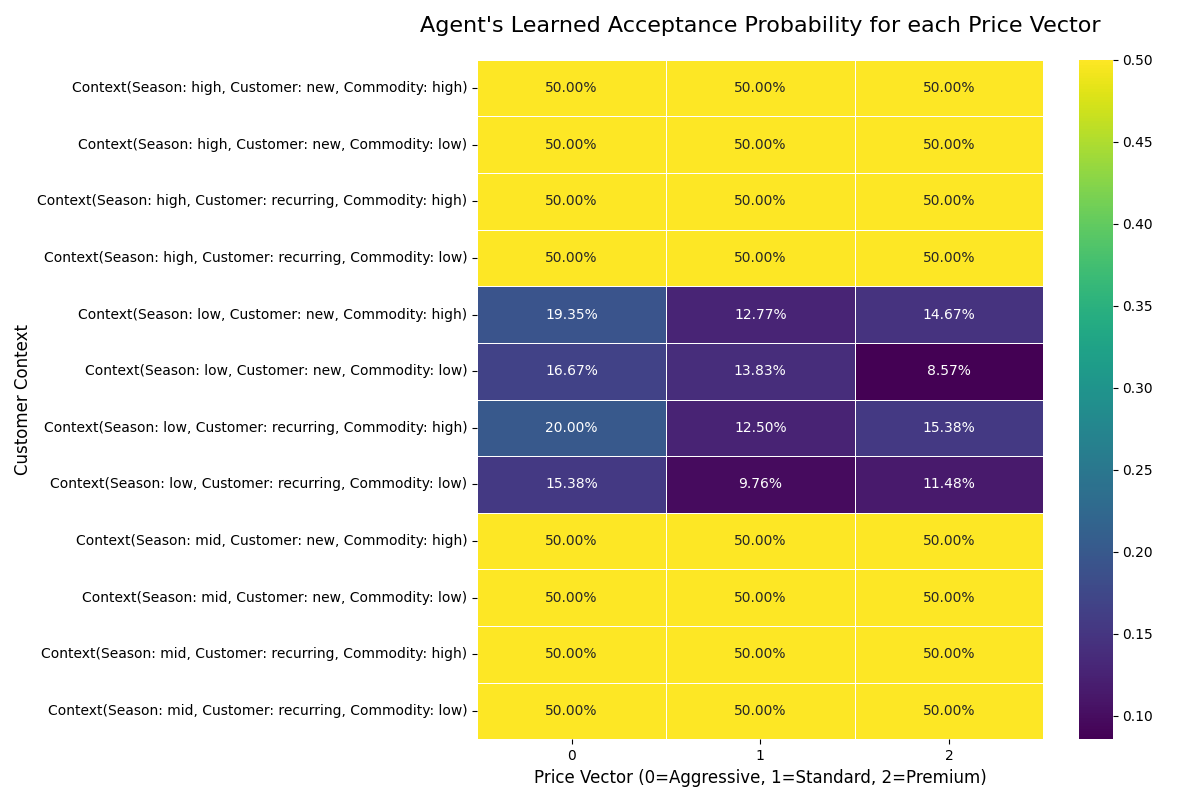 Agent's Learned Acceptance Probability for each Price Vector
Customer Context
Context(Season: high, Customer: new, Commodity: high) 50.00% 50.00% 50.00%
Context(Season: high, Customer: new, Commodity: low) 50.00% 50.00% 50.00%
Context(Season: high, Customer: recurring, Commodity: high) 50.00% 50.00% 50.00%
Context(Season: high, Customer: recurring, Commodity: low) 50.00% 50.00% 50.00%
Context(Season: low, Customer: new, Commodity: high) 19.35% 12.77% 14.67%
Context(Season: low, Customer: new, Commodity: low) 16.67% 13.83% 8.57%
Context(Season: low, Customer: recurring, Commodity: high) 20.00% 12.50% 15.38%
Context(Season: low, Customer: recurring, Commodity: low) 15.38% 9.76% 11.48%
Context(Season: mid, Customer: new, Commodity: high) 50.00% 50.00% 50.00%
Context(Season: mid, Customer: new, Commodity: low) 50.00% 50.00% 50.00%
Context(Season: mid, Customer: recurring, Commodity: high) 50.00% 50.00% 50.00%
Context(Season: mid, Customer: recurring, Commodity: low) 50.00% 50.00% 50.00%
0 1 2
Price Vector (0=Aggressive, 1=Standard, 2=Premium)
0.50
0.45
0.40
0.35
0.30
0.25
0.20
0.15
0.10